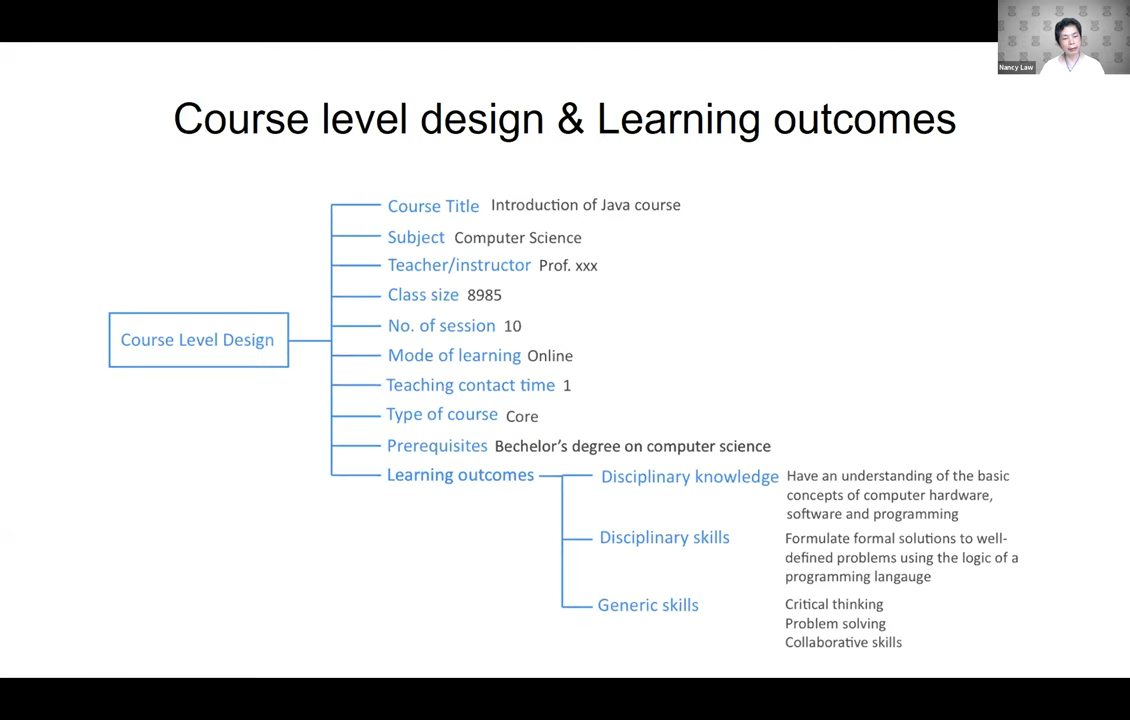 Nancy Law
Course level design & Learning outcomes
Course Title Introduction of Java course
Subject Computer Science
Teacher/instructor Prof. xxx
Class size 8985
No. of session 10
Course Level Design
Mode of learning Online
Teaching contact time 1
Type of course Core
Prerequisites Bechelor's degree on computer science
Learning outcomes
Disciplinary knowledge Have an understanding of the basic
concepts of computer hardware,
software and programming
Disciplinary skills Formulate formal solutions to well-
defined problems using the logic of a
programming langauge
Generic skills Critical thinking
Problem solving
Collaborative skills